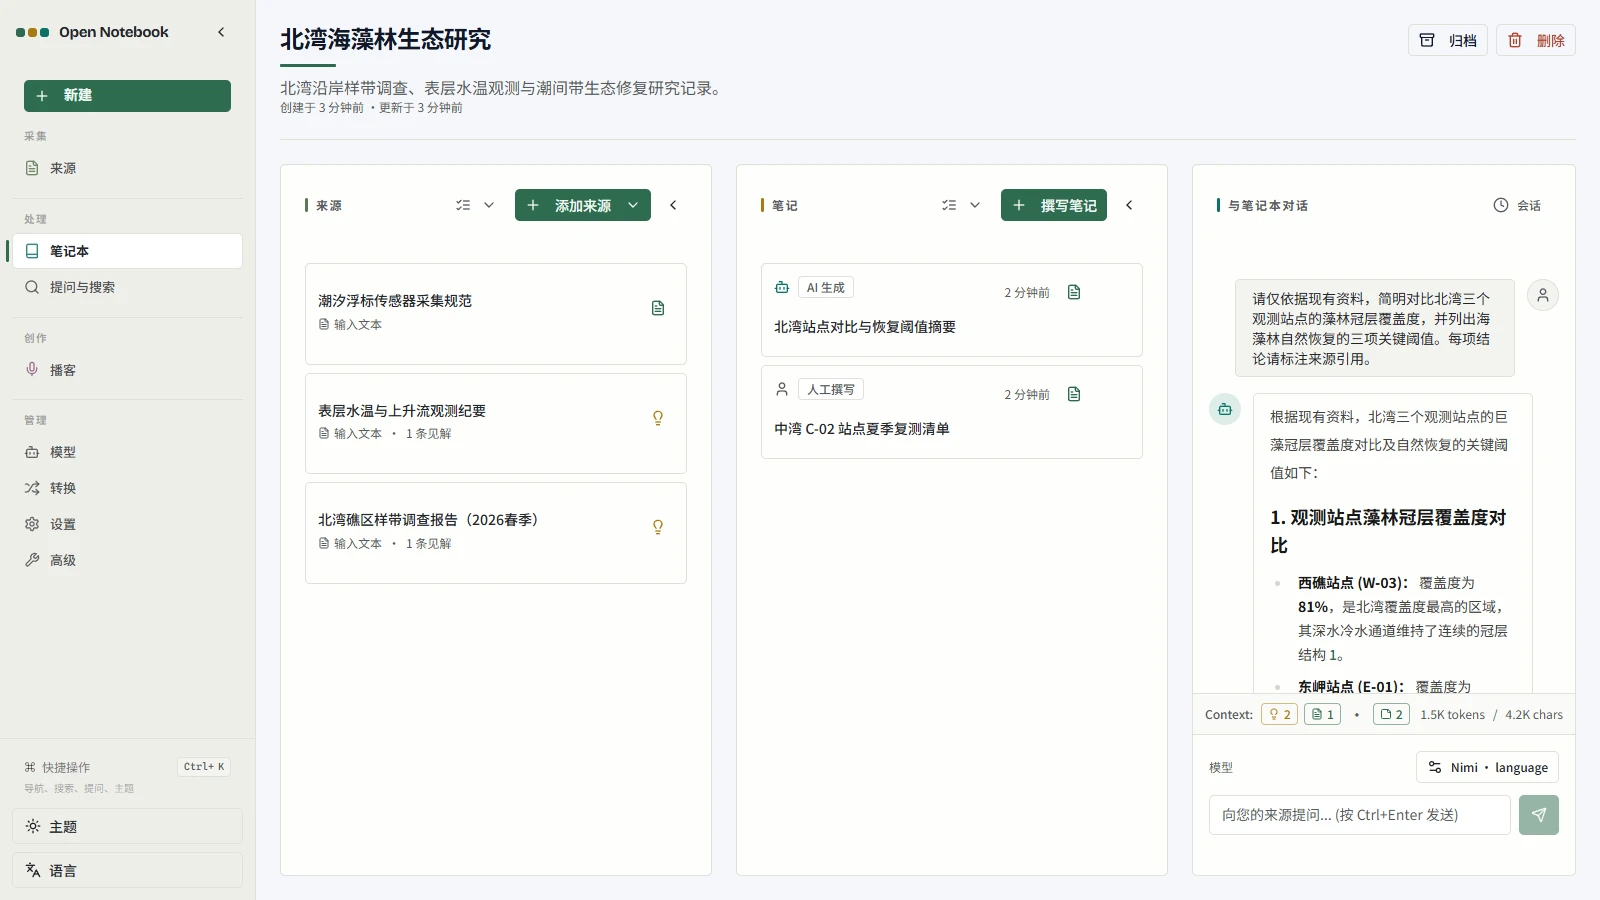 Open Notebook
新建
采集
来源
处理
笔记本
提问与搜索
创作
播客
管理
模型
转换
设置
高级
快捷操作
Ctrl+ K
导航、搜索、提问、主题
主题
语言
北湾海藻林生态研究
归档
删除
北湾沿岸样带调查、表层水温观测与潮间带生态修复研究记录。
创建于 3 分钟前 • 更新于 3 分钟前
来源
添加来源
潮汐浮标传感器采集规范
输入文本
表层水温与上升流观测纪要
输入文本 • 1 条见解
北湾礁区样带调查报告（2026春季）
输入文本 • 1 条见解
笔记
撰写笔记
AI 生成
2 分钟前
北湾站点对比与恢复阈值摘要
人工撰写
2 分钟前
中湾 C-02 站点夏季复测清单
与笔记本对话
会话
请仅依据现有资料，简明对比北湾三个
观测站点的藻林冠层覆盖度，并列出海
藻林自然恢复的三项关键阈值。每项结
论请标注来源引用。
根据现有资料，北湾三个观测站点的巨
藻冠层覆盖度对比及自然恢复的关键阈
值如下：
1. 观测站点藻林冠层覆盖度对
比
西礁站点 (W-03)： 覆盖度为
81%，是北湾覆盖度最高的区域，
其深水冷水通道维持了连续的冠层
结构 1。
东岬站点 (E-01)： 覆盖度为
Context: 2 1 • 2 1.5K tokens / 4.2K chars
模型
Nimi • language
向您的来源提问... (按 Ctrl+Enter 发送)